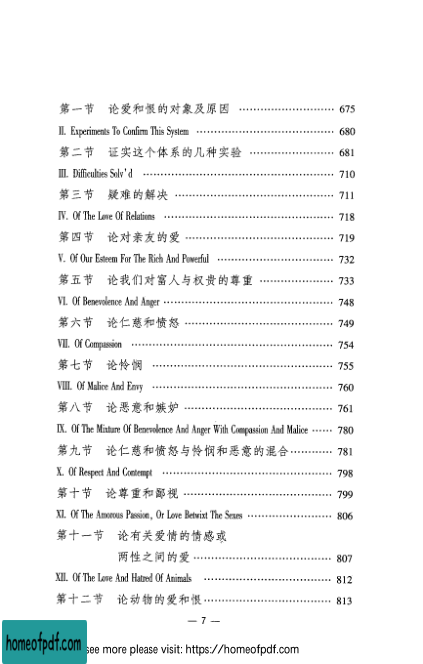 第一节 论爱和恨的对象及原因 ………………………… 675
II. Experiments To Confirm This System ………………………… 680
第二节 证实这个体系的几种实验 ………………………… 681
III. Difficulties Solv'd ………………………… 710
第三节 疑难的解决 ………………………… 711
IV. Of The Love Of Relations ………………………… 718
第四节 论对亲友的爱 ………………………… 719
V. Of Our Esteem For The Rich And Powerful ………………………… 732
第五节 论我们对富人与权贵的尊重 ………………………… 733
VI. Of Benevolence And Anger ………………………… 748
第六节 论仁慈和愤怒 ………………………… 749
VII. Of Compassion ………………………… 754
第七节 论怜悯 ………………………… 755
VIII. Of Malice And Envy ………………………… 760
第八节 论恶意和嫉妒 ………………………… 761
IX. Of The Mixture Of Benevolence And Anger With Compassion And Malice …… 780
第九节 论仁慈和愤怒与怜悯和恶意的混合………… 781
X. Of Respect And Contempt ………………………… 798
第十节 论尊重和鄙视 ………………………… 799
XI. Of The Amorous Passion, Or Love Betwixt The Sexes ………………… 806
第十一节 论有关爱情的情感或
两性之间的爱 ………………………… 807
XII. Of The Love And Hatred Of Animals ………………………… 812
第十二节 论动物的爱和恨 ………………………… 813
— 7 —
homeofpdf.com
see more please visit: https://homeofpdf.com